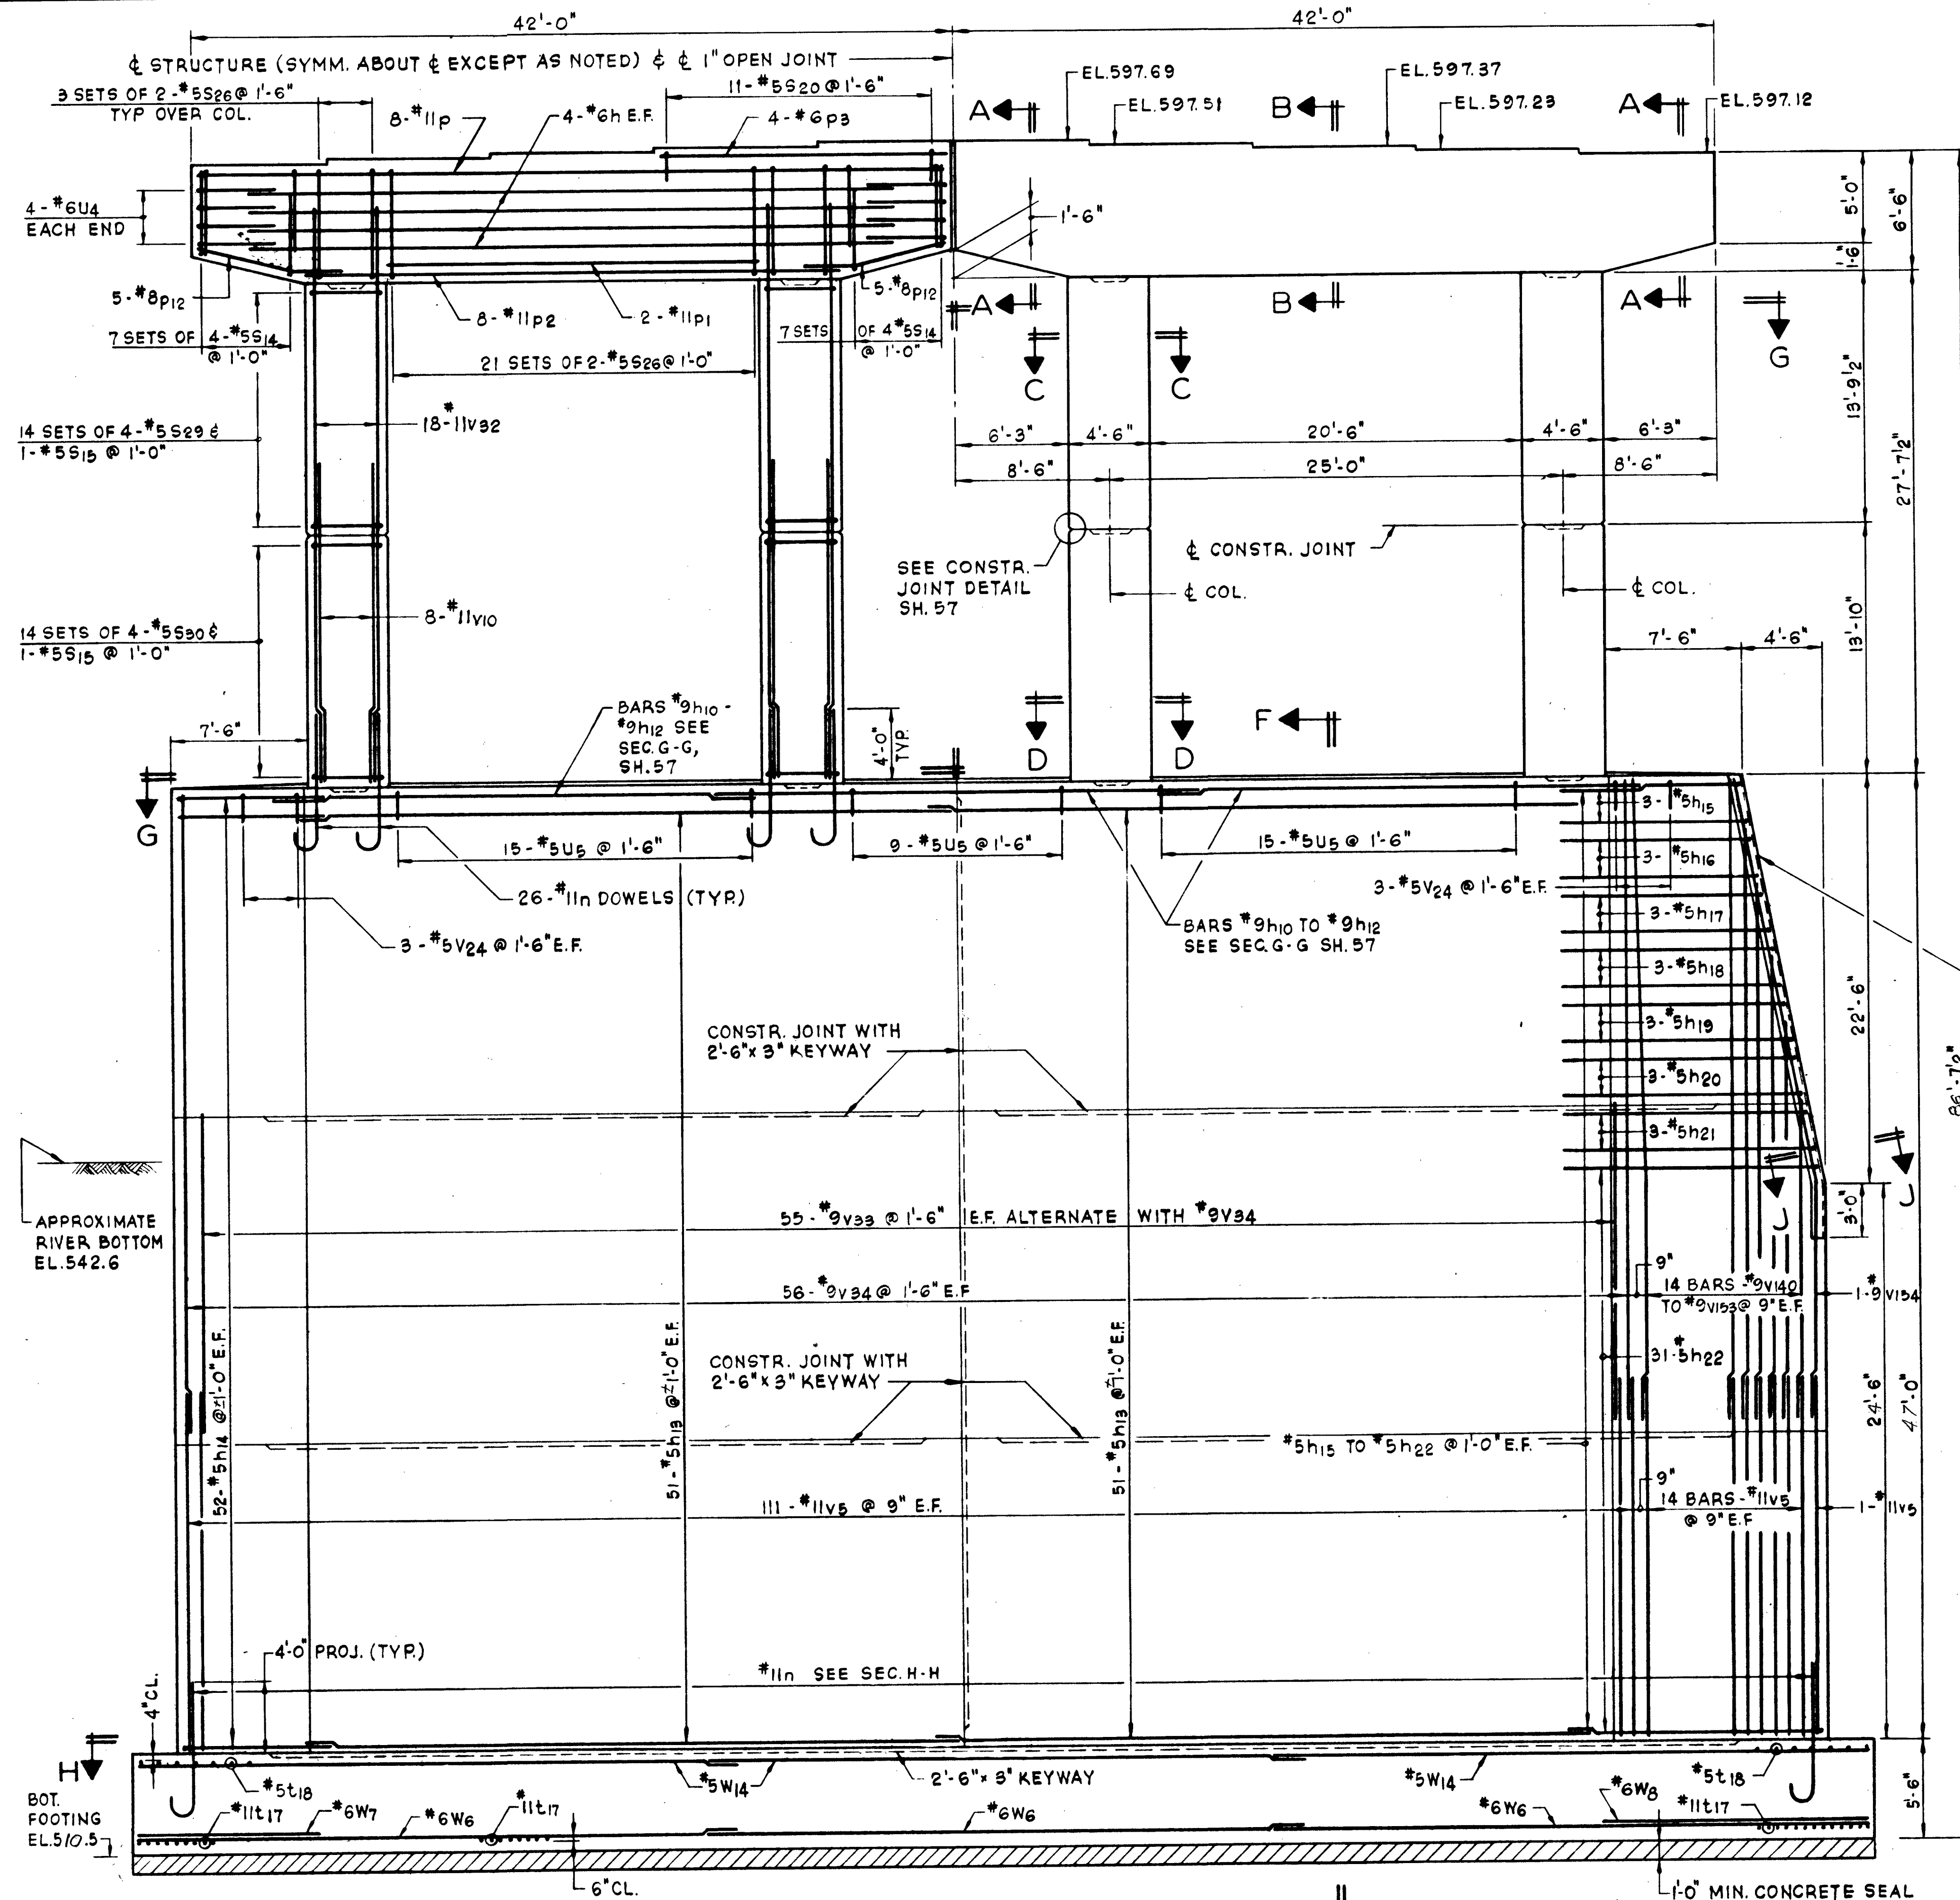 42'-0"
42'-0"
℄ STRUCTURE (SYMM. ABOUT ℄ EXCEPT AS NOTED) & ℄ 1" OPEN JOINT
3 SETS OF 2-#5S26@ 1'-6"
TYP OVER COL.
8-#11p
4-#6h E.F.
11-#5S20@1'-6"
4-#6p3
EL.597.69
EL.597.51
EL.597.37
EL.597.23
EL.597.12
A
B
A
4-#6U4
EACH END
1'-6"
5'-0"
6'-6"
1'-6"
5-#8p12
8-#11p2
2-#11p1
5-#8p12
A
B
A
G
7 SETS OF 4-#5S14
@ 1'-0"
7 SETS OF 4 #5S14
@ 1'-0"
21 SETS OF 2-#5S26@ 1'-0"
C
C
13'-9½"
27'-7½"
18-#11v32
14 SETS OF 4-#5S29 &
1-#5S15 @ 1'-0"
6'-3"
4'-6"
20'-6"
4'-6"
6'-3"
8'-6"
25'-0"
8'-6"
SEE CONSTR.
JOINT DETAIL
SH.57
℄ CONSTR. JOINT
℄ COL.
℄ COL.
8-#11v10
14 SETS OF 4-#5S30 &
1-#5S15 @ 1'-0"
13'-10"
7'-6"
4'-6"
BARS #9h10-
#9h12 SEE
SEC. G-G,
SH.57
7'-6"
4'-0"
TYP.
D
D
F
G
15-#5U5 @ 1'-6"
9-#5U5 @ 1'-6"
15-#5U5 @ 1'-6"
3-#5h15
3-#5h16
3-#5V24 @ 1'-6" E.F.
26-#11n DOWELS (TYP.)
3-#5V24 @ 1'-6" E.F.
BARS #9h10 TO #9h12
SEE SEC. G-G SH.57
3-#5h17
3-#5h18
3-#5h19
3-#5h20
3-#5h21
22'-6"
86'-7½"
CONSTR. JOINT WITH
2'-6"x 3" KEYWAY
APPROXIMATE
RIVER BOTTOM
EL.542.6
J
J
3'-0"
55-#9v33 @ 1'-6" E.F. ALTERNATE WITH #9v34
56-#9v34@ 1'-6" E.F
9"
14 BARS-#9v140
TO #9v153@ 9" E.F.
1-9#v154
31-#5h22
52-#5h14 @±1'-0" E.F.
51-#5h13 @±1'-0" E.F.
51-#5h13 @±1'-0" E.F.
CONSTR. JOINT WITH
2'-6"x 3" KEYWAY
24'-6"
47'-0"
#5h15 TO #5h22 @ 1'-0" E.F.
111-#11v5 @ 9" E.F.
9"
14 BARS-#11v5
@ 9" E.F
1-#11v5
4'-0" PROJ. (TYP.)
#11n SEE SEC. H-H
4" CL.
H
#5t18
#5W14
2'-6"x 3" KEYWAY
#5W14
#5t18
5'-6"
BOT.
FOOTING
EL.510.5
#11t17
#6W7
#6W6
#11t17
#6W6
#6W6
#6W8
#11t17
6" CL.
1'-0" MIN. CONCRETE SEAL